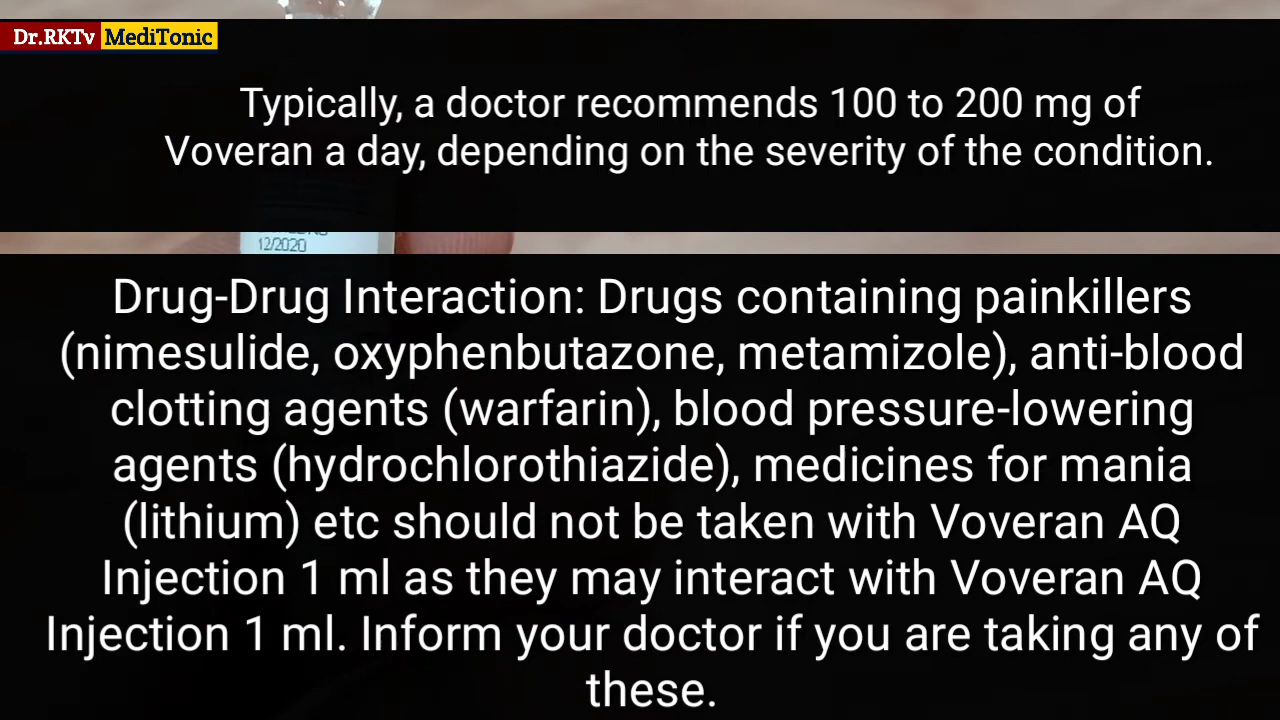 Dr.RKTv MediTonic
Typically, a doctor recommends 100 to 200 mg of
Voveran a day, depending on the severity of the condition.
12/2020
Drug-Drug Interaction: Drugs containing painkillers
(nimesulide, oxyphenbutazone, metamizole), anti-blood
clotting agents (warfarin), blood pressure-lowering
agents (hydrochlorothiazide), medicines for mania
(lithium) etc should not be taken with Voveran AQ
Injection 1 ml as they may interact with Voveran AQ
Injection 1 ml. Inform your doctor if you are taking any of
these.